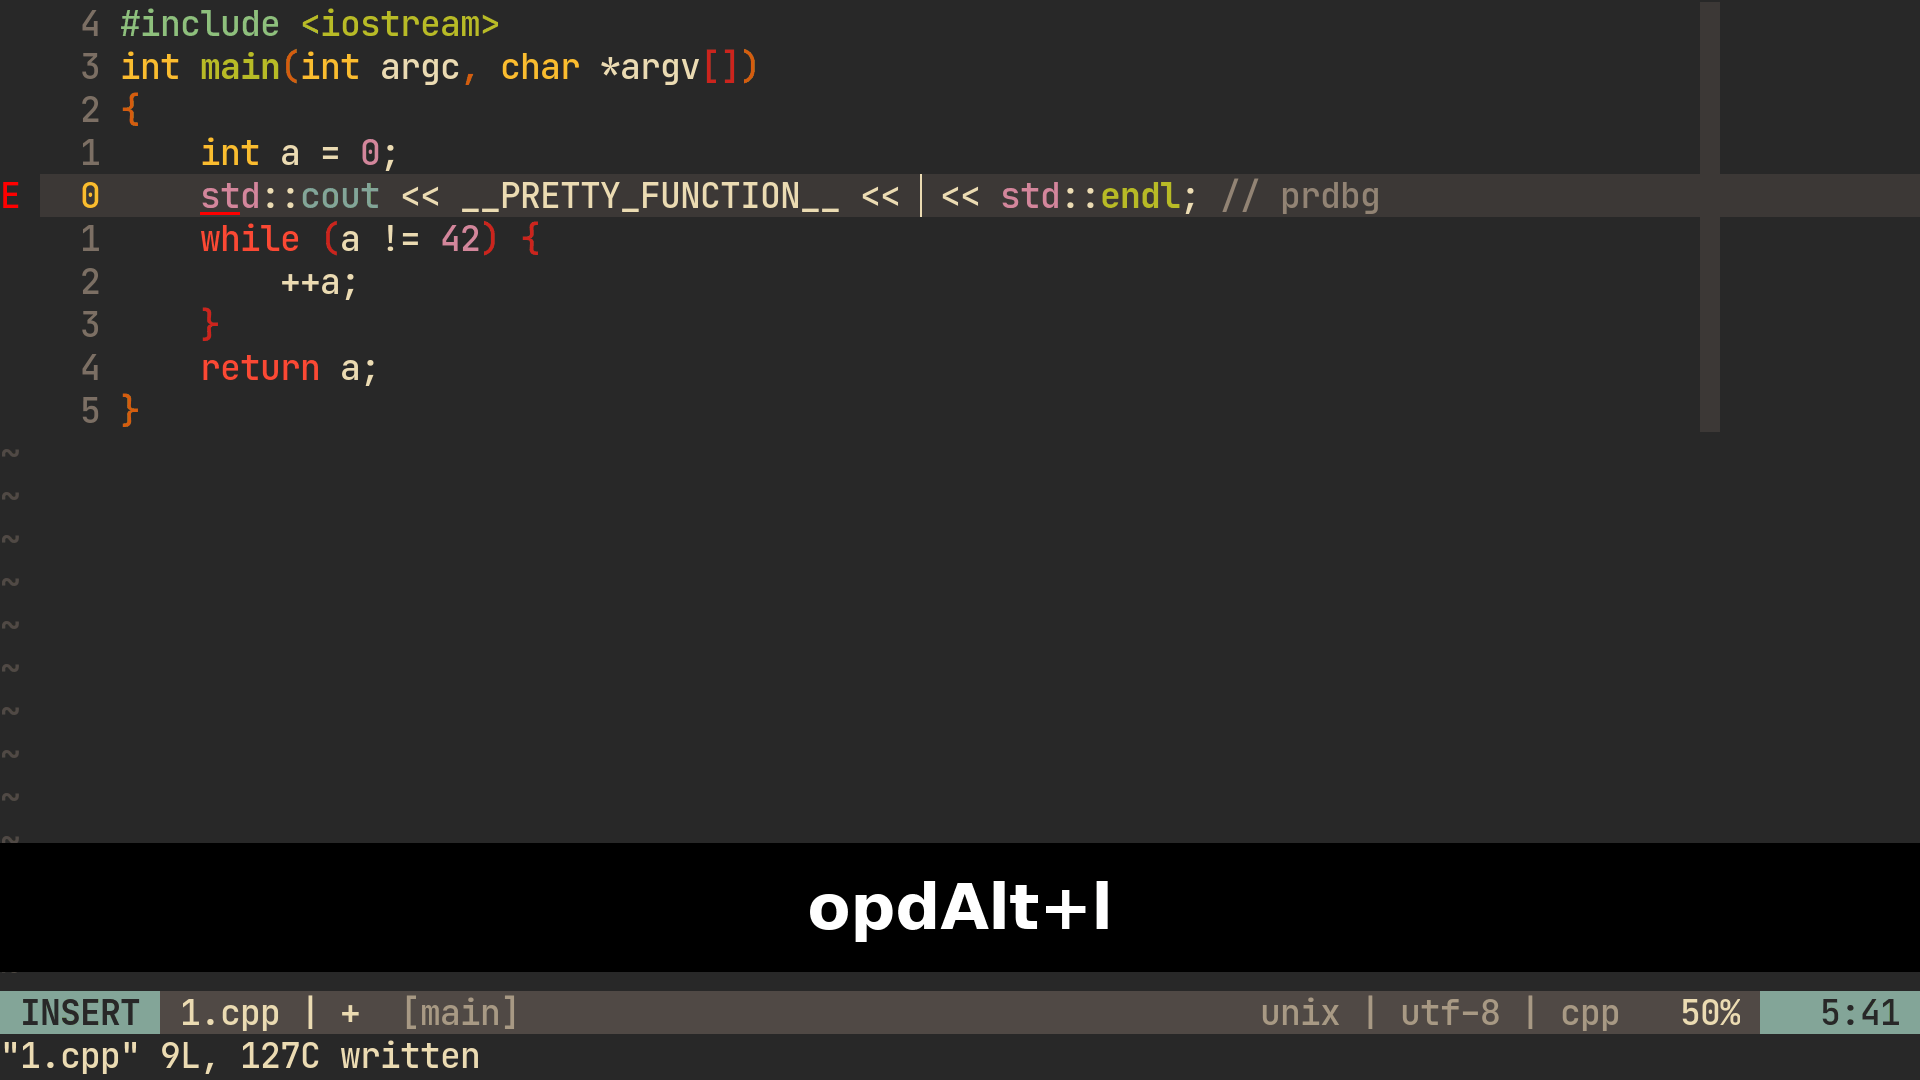 4 #include <iostream>
3 int main(int argc, char *argv[])
2 {
1     int a = 0;
E   0     std::cout << __PRETTY_FUNCTION__ <<  << std::endl; // prdbg
1     while (a != 42) {
2         ++a;
3     }
4     return a;
5 }
~
~
~
~
~
~
~
~
~
~
opdAlt+l
INSERT 1.cpp | + [main] unix | utf-8 | cpp 50% 5:41
"1.cpp" 9L, 127C written